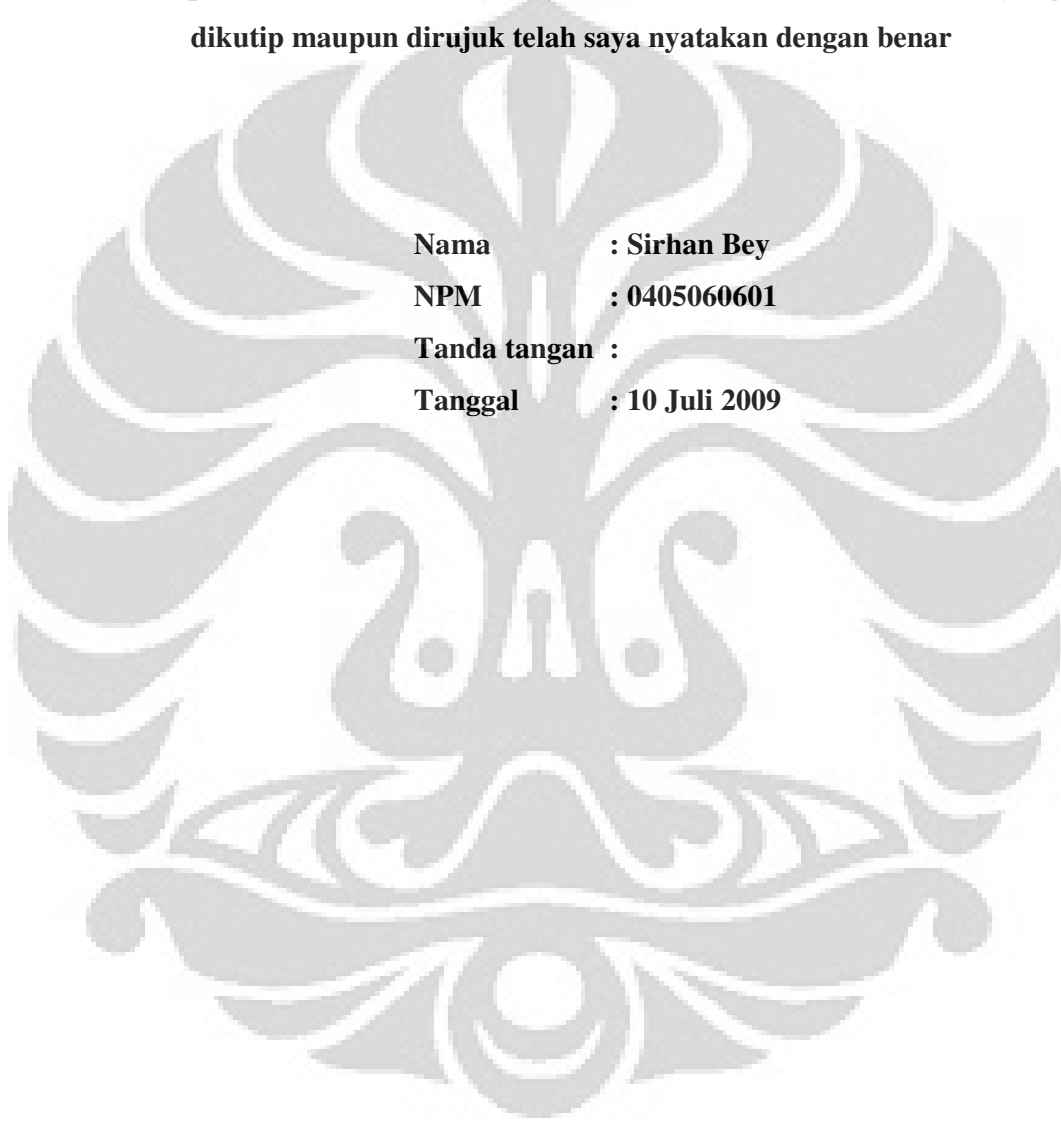 dikutip maupun dirujuk telah saya nyatakan dengan benar
Nama : Sirhan Bey
NPM : 0405060601
Tanda tangan :
Tanggal : 10 Juli 2009